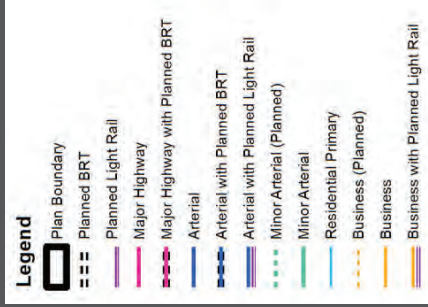 Legend
Plan Boundary
Planned BRT
Planned Light Rail
Major Highway
Major Highway with Planned BRT
Arterial
Arterial with Planned BRT
Arterial with Planned Light Rail
Minor Arterial (Planned)
Minor Arterial
Residential Primary
Business (Planned)
Business
Business with Planned Light Rail